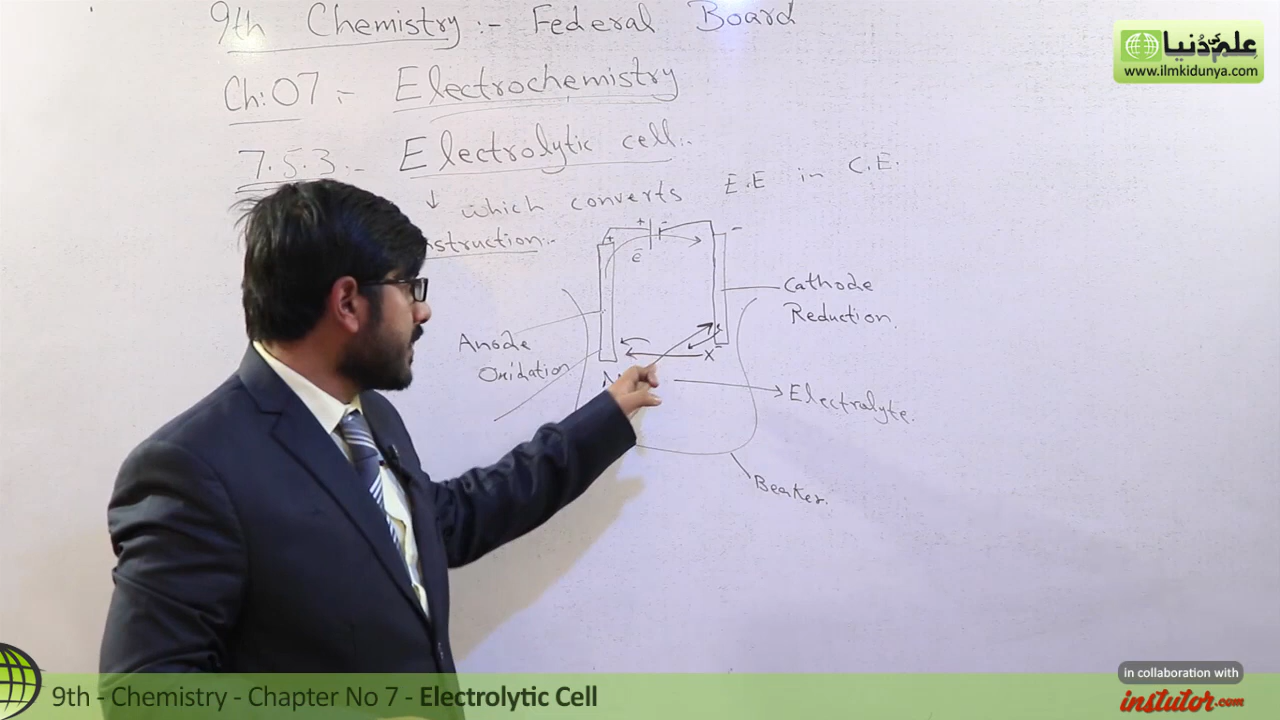 9th Chemistry :- Federal Board
علم کی دُنیا
www.ilmkidunya.com
Ch: 07 :- Electrochemistry
7.5.3 :- Electrolytic cell :-
↓ which converts E.E in C.E.
nstruction :-
+ -
+ -
e-
Cathode
Reduction.
Anode
Oxidation
X-
Electrolyte.
Beaker.
in collaboration with
instutor.com
9th - Chemistry - Chapter No 7 - Electrolytic Cell